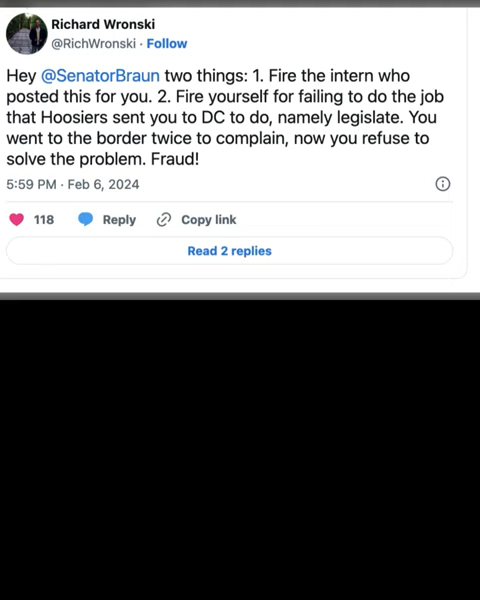 Richard Wronski
@RichWronski · Follow
Hey @SenatorBraun two things: 1. Fire the intern who
posted this for you. 2. Fire yourself for failing to do the job
that Hoosiers sent you to DC to do, namely legislate. You
went to the border twice to complain, now you refuse to
solve the problem. Fraud!
5:59 PM · Feb 6, 2024
118 Reply Copy link
Read 2 replies